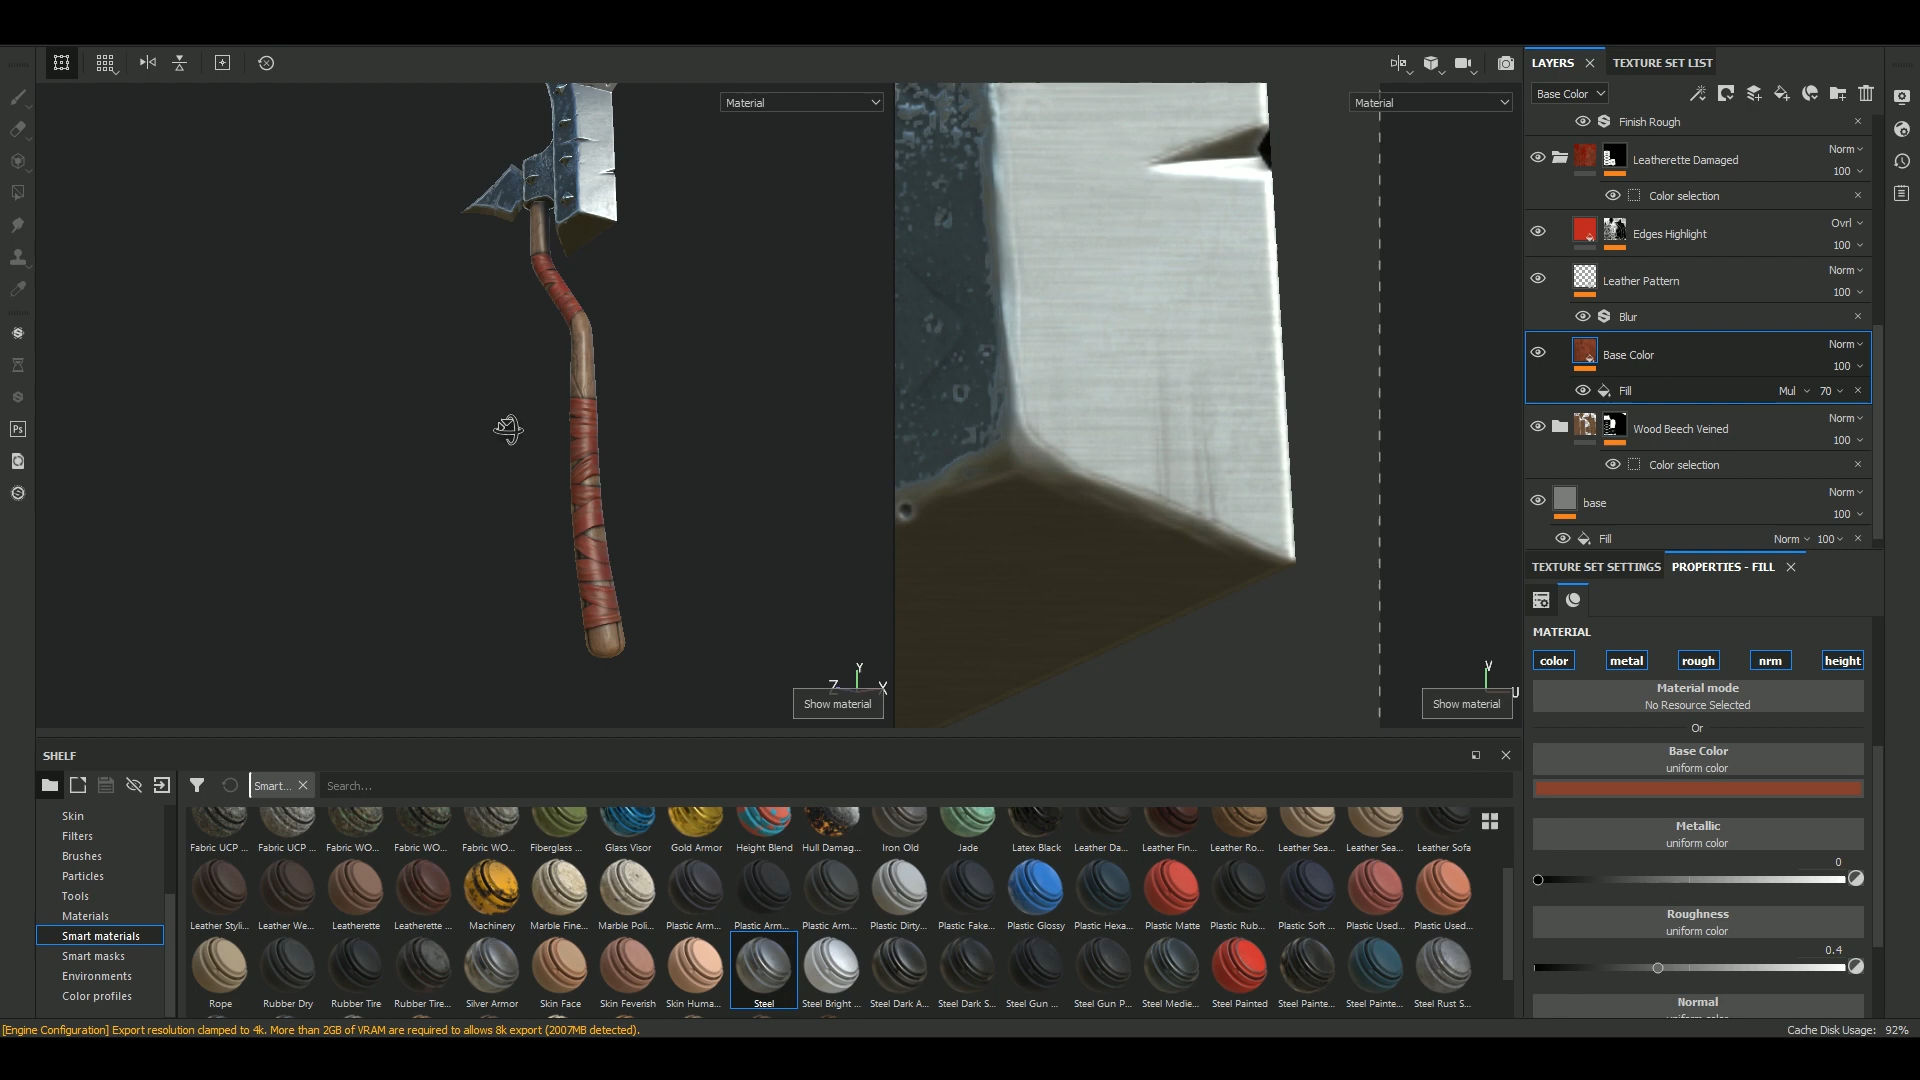 LAYERS
TEXTURE SET LIST
Material
Material
Base Color
Finish Rough
Leatherette Damaged
Norm
100
Color selection
Edges Highlight
Ovrl
100
Leather Pattern
Norm
100
Blur
Base Color
Norm
100
Fill
Mul
70
Wood Beech Veined
Norm
100
Color selection
base
Norm
100
Fill
Norm
100
Ps
Y
Z
X
Show material
V
U
Show material
TEXTURE SET SETTINGS
PROPERTIES - FILL
MATERIAL
color
metal
rough
nrm
height
Material mode
No Resource Selected
Or
Base Color
uniform color
Metallic
uniform color
0
Roughness
uniform color
0.4
Normal
uniform color
SHELF
Smart...
Search...
Skin
Filters
Brushes
Particles
Tools
Materials
Smart materials
Smart masks
Environments
Color profiles
Fabric UCP ...
Fabric UCP ...
Fabric WO...
Fabric WO...
Fabric WO...
Fiberglass ...
Glass Visor
Gold Armor
Height Blend
Hull Damag...
Iron Old
Jade
Latex Black
Leather Da...
Leather Fin...
Leather Ro...
Leather Sea...
Leather Sea...
Leather Sofa
Leather Styli...
Leather We...
Leatherette
Leatherette ...
Machinery
Marble Fine...
Marble Poli...
Plastic Arm...
Plastic Arm...
Plastic Arm...
Plastic Dirty...
Plastic Fake...
Plastic Glossy
Plastic Hexa...
Plastic Matte
Plastic Rub...
Plastic Soft ...
Plastic Used...
Plastic Used...
Rope
Rubber Dry
Rubber Tire
Rubber Tire...
Silver Armor
Skin Face
Skin Feverish
Skin Huma...
Steel
Steel Bright ...
Steel Dark A...
Steel Dark S...
Steel Gun ...
Steel Gun P...
Steel Medie...
Steel Painted
Steel Painte...
Steel Painte...
Steel Rust S...
[Engine Configuration] Export resolution clamped to 4k. More than 2GB of VRAM are required to allows 8k export (2007MB detected).
Cache Disk Usage: 92%